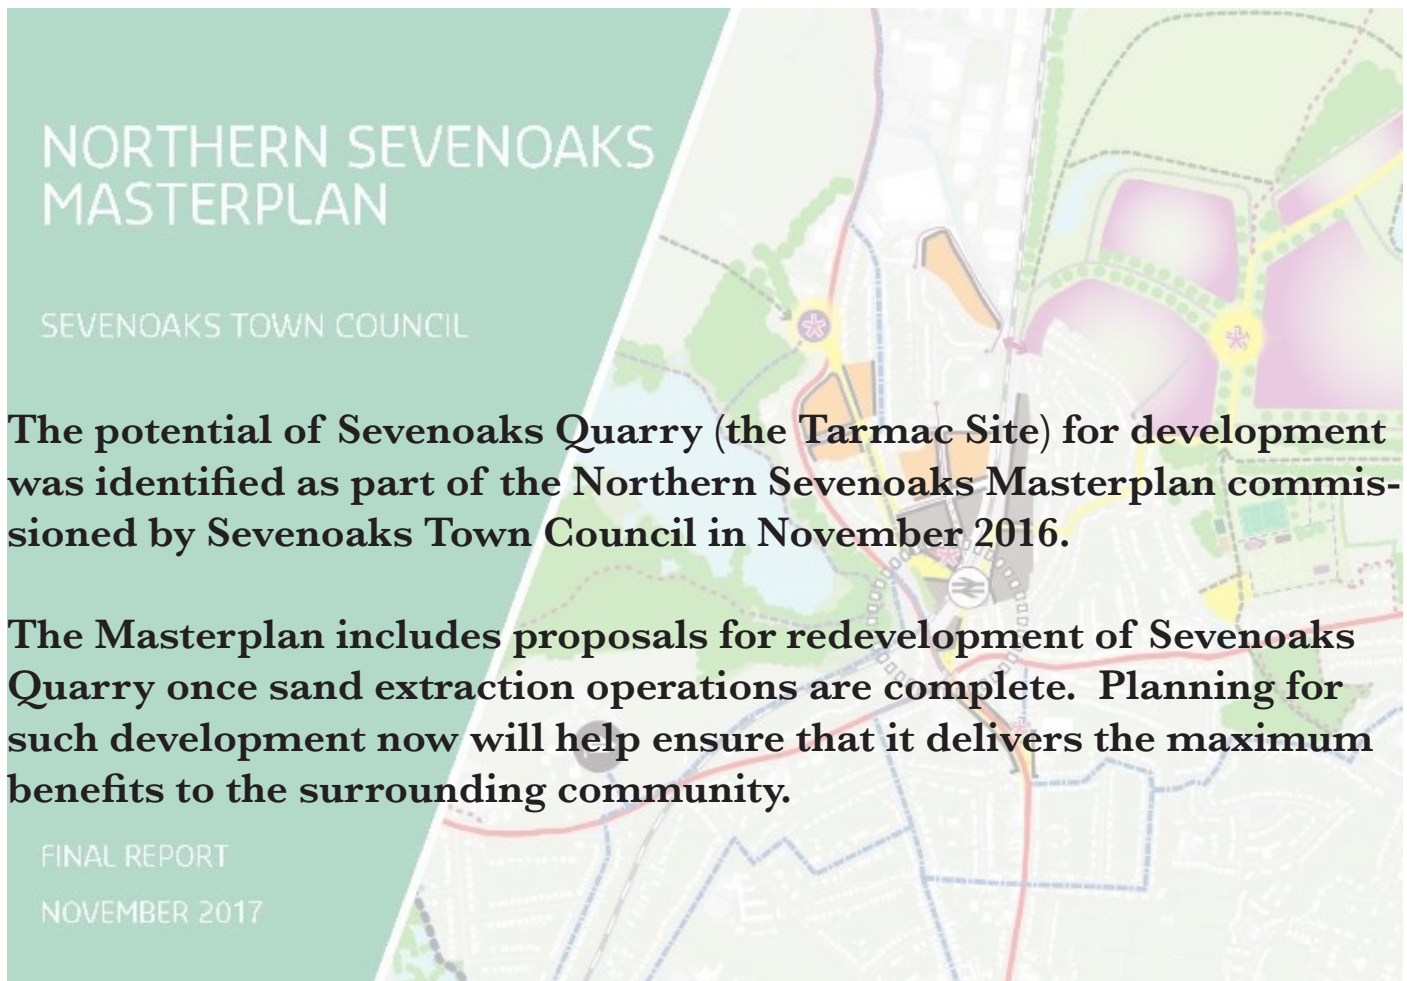 NORTHERN SEVENOAKS
MASTERPLAN
SEVENOAKS TOWN COUNCIL
The potential of Sevenoaks Quarry (the Tarmac Site) for development
was identified as part of the Northern Sevenoaks Masterplan commis-
sioned by Sevenoaks Town Council in November 2016.
The Masterplan includes proposals for redevelopment of Sevenoaks
Quarry once sand extraction operations are complete.  Planning for
such development now will help ensure that it delivers the maximum
benefits to the surrounding community.
FINAL REPORT
NOVEMBER 2017